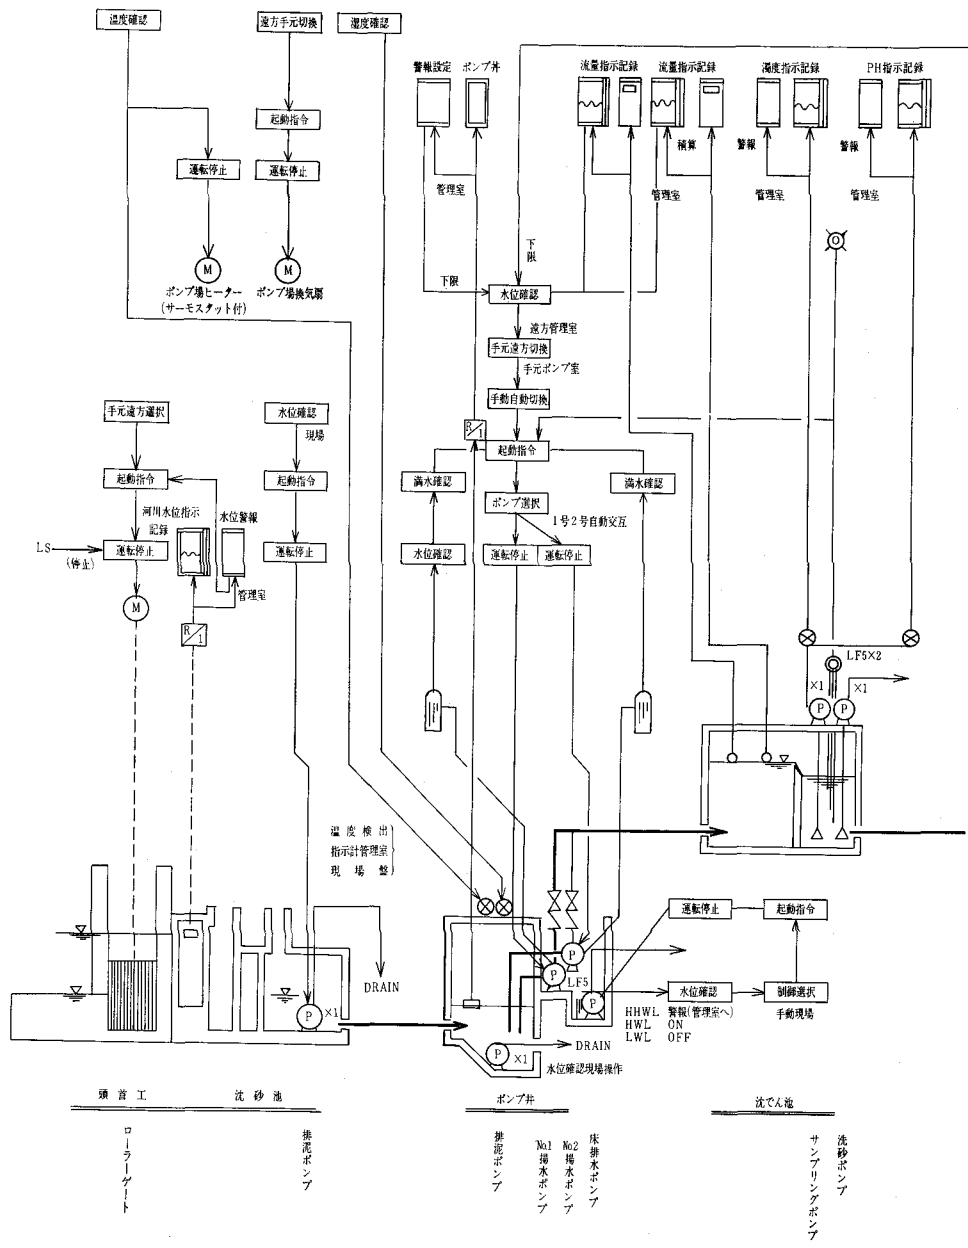 温度確認
遠方手元切換
湿度確認
警報設定
ポンプ丼
流量指示記録
流量指示記録
濁度指示記録
PH指示記録
起動指令
運転停止
運転停止
M
M
ポンプ場ヒーター
(サーモスタット付)
ポンプ場換気扇
管理室
積算
管理室
警報
管理室
警報
管理室
下限
下限
水位確認
遠方管理室
手元遠方切換
手元ポンプ室
手動自動切換
R/1
起動指令
手元遠方選択
水位確認
現場
起動指令
起動指令
河川水位指示
記録
水位警報
LS
(停止)
運転停止
運転停止
M
管理室
R/1
満水確認
満水確認
ポンプ選択
1号2号自動交互
水位確認
運転停止
運転停止
LF5×2
×1
×1
P
P
温度検出
指示計管理室
現場盤
DRAIN
P
×1
P
P
LF5
P
P
×1
DRAIN
水位確認現場操作
運転停止
起動指令
水位確認
制御選択
手動現場
HHWL 警報(管理室へ)
HWL ON
LWL OFF
頭首工
沈砂池
ポンプ井
沈でん池
ローラーゲート
排泥ポンプ
排泥ポンプ
No.1揚水ポンプ
No.2揚水ポンプ
床排水ポンプ
サンプリングポンプ
洗砂ポンプ